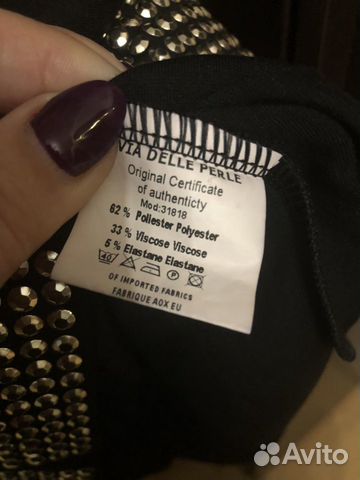 VIA DELLE PERLE
Original Certificate
of authenticty
Mod:31818
62 % Poliester Polyester
33 % Viscose Viscose
5 % Elastane Elastane
40 P
OF IMPORTED FABRICS
FABRIQUE AOX EU
Avito